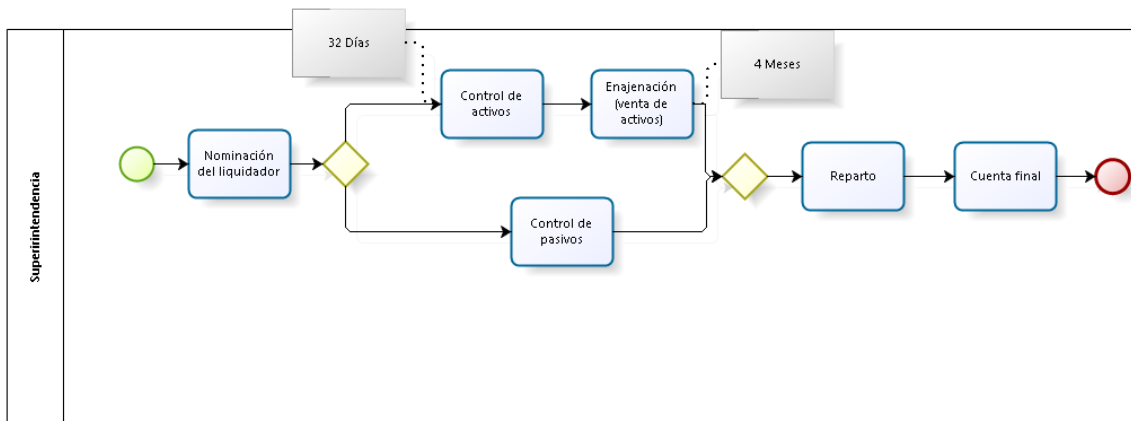 Superirintendencia
Nominación
del liquidador
32 Días
Control de
activos
Enajenación
(venta de
activos)
4 Meses
Control de
pasivos
Reparto
Cuenta final